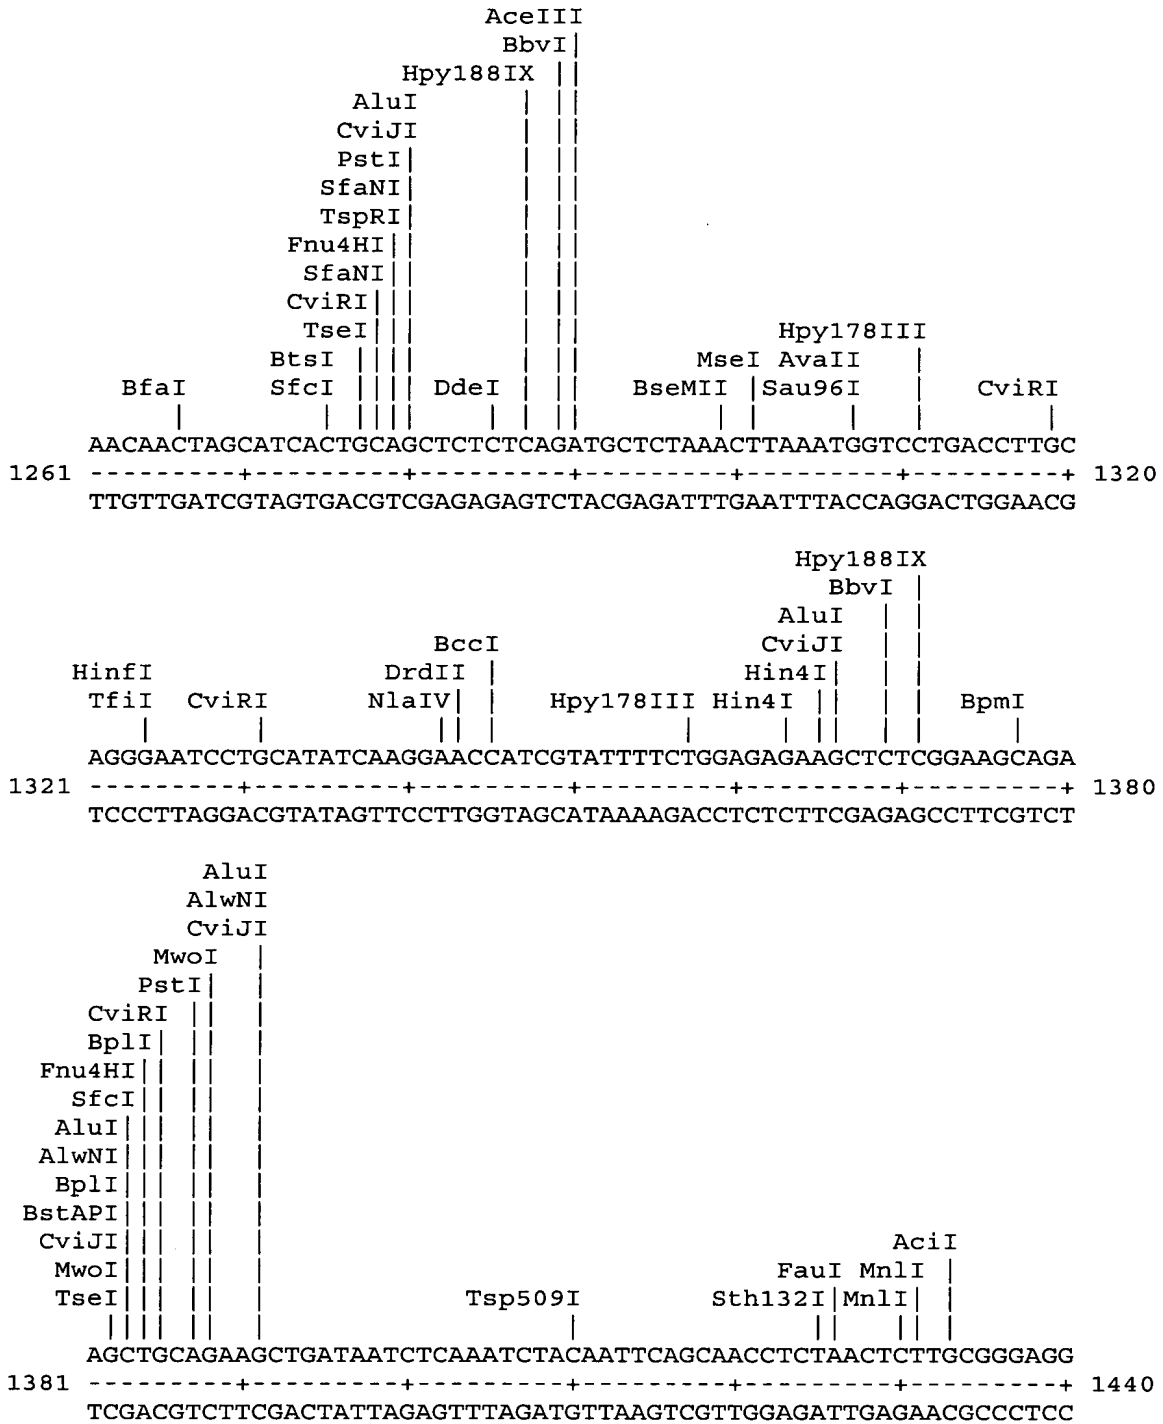 AceIII
BbvI
Hpy188IX
AluI
CviJI
PstI
SfaNI
TspRI
Fnu4HI
SfaNI
CviRI
TseI Hpy178III
BtsI MseI AvaII
BfaI SfcI DdeI BseMII Sau96I CviRI
AACAACTAGCATCACTGCAGCTCTCTCAGATGCTCTAAACTTAAATGGTCCTGACCTTGC
1261 ---------+---------+---------+---------+---------+---------+ 1320
TTGTTGATCGTAGTGACGTCGAGAGAGTCTACGAGATTTGAATTTACCAGGACTGGAACG
Hpy188IX
BbvI
AluI
BccI CviJI
HinfI DrdII Hin4I
TfiI CviRI NlaIV Hpy178III Hin4I BpmI
AGGGAATCCTGCATATCAAGGAACCATCGTATTTTCTGGAGAGAAGCTCTCGGAAGCAGA
1321 ---------+---------+---------+---------+---------+---------+ 1380
TCCCTTAGGACGTATAGTTCCTTGGTAGCATAAAAGACCTCTCTTCGAGAGCCTTCGTCT
AluI
AlwNI
CviJI
MwoI
PstI
CviRI
BplI
Fnu4HI
SfcI
AluI
AlwNI
BplI
BstAPI
CviJI AciI
MwoI FauI MnlI
TseI Tsp509I Sth132I MnlI
AGCTGCAGAAGCTGATAATCTCAAATCTACAATTCAGCAACCTCTAACTCTTGCGGGAGG
1381 ---------+---------+---------+---------+---------+---------+ 1440
TCGACGTCTTCGACTATTAGAGTTTAGATGTTAAGTCGTTGGAGATTGAGAACGCCCTCC